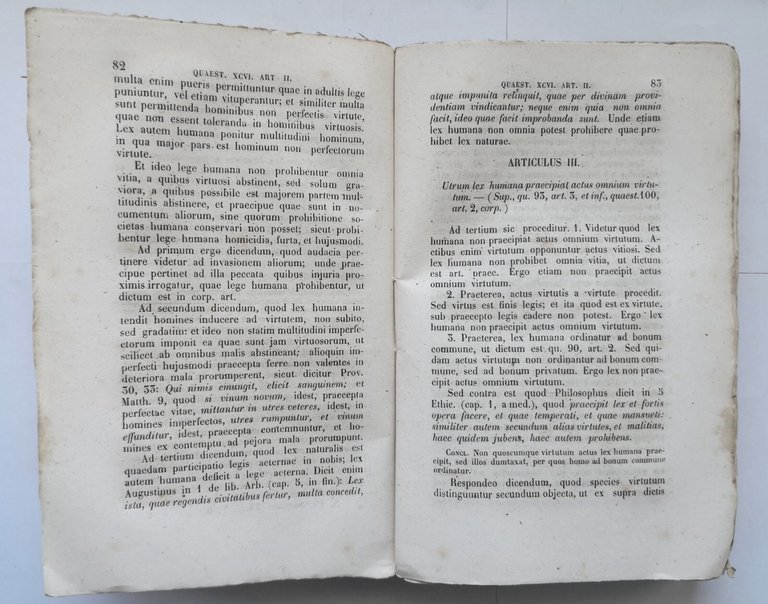 82
QUAEST. XCVI. ART II.
multa enim pueris permittuntur quae in adultis lege
puniuntur, vel etiam vituperantur; et similiter multa
sunt permittenda hominibus non perfectis virtute,
quae non essent toleranda in hominibus virtuosis.
Lex autem humana ponitur multitudini hominum,
in qua major pars est hominum non perfectorum
virtute.
Et ideo lege humana non prohibentur omnia
vitia, a quibus virtuosi abstinent, sed solum gra-
viora, a quibus possibile est majorem partem mul-
titudinis abstinere, et praecipue quae sunt in no-
cumentum aliorum, sine quorum prohibitione so-
cietas humana conservari non posset; sicut prohi-
bentur lege humana homicidia, furta, et hujusmodi.
Ad primum ergo dicendum, quod audacia per-
tinere videtur ad invasionem aliorum; unde prae-
cipue pertinet ad illa peccata quibus injuria pro-
ximis irrogatur, quae lege humana prohibentur, ut
dictum est in corp. art.
Ad secundum dicendum, quod lex humana in-
tendit homines inducere ad virtutem, non subito,
sed gradatim: et ideo non statim multitudini imperfe-
ctorum imponit ea quae sunt jam virtuosorum, ut
scilicet ab omnibus malis abstineant; alioquin im-
perfecti hujusmodi praecepta ferre non valentes in
deteriora mala prorumperent, sicut dicitur Prov.
30, 33: Qui nimis emungit, elicit sanguinem; et
Matth. 9, quod si vinum novum, idest, praecepta
perfectae vitae, mittantur in utres veteres, idest, in
homines imperfectos, utres rumpuntur, et vinum
effunditur, idest, praecepta contemnuntur, et ho-
mines ex contemptu ad pejora mala prorumpunt.
Ad tertium dicendum, quod lex naturalis est
quaedam participatio legis aeternae in nobis; lex
autem humana deficit a lege aeterna. Dicit enim
Augustinus in 1 de lib. Arb. (cap. 5, in fin.): Lex
ista, quae regendis civitatibus fertur, multa concedit,
QUAEST. XCVI. ART. II.
83
atque impunita relinquit, quae per divinam provi-
dentiam vindicantur; neque enim quia non omnia
facit, ideo quae facit improbanda sunt. Unde etiam
lex humana non omnia potest prohibere quae pro-
hibet lex naturae.
ARTICULUS III.
Utrum lex humana praecipiat actus omnium virtu-
tum. — ( Sup., qu. 93, art. 3, et inf., quaest.100,
art. 2, corp. )
Ad tertium sic proceditur. 1. Videtur quod lex
humana non praecipiat actus omnium virtutum. A-
ctibus enim virtutum opponuntur actus vitiosi. Sed
lex humana non prohibet omnia vitia, ut dictum
est art. praec. Ergo etiam non praecipit actus
omnium virtutum.
2. Praeterea, actus virtutis a virtute procedit.
Sed virtus est finis legis; et ita quod est ex virtute,
sub praecepto legis cadere non potest. Ergo lex
humana non praecipit actus omnium virtutum.
3. Praeterea, lex humana ordinatur ad bonum
commune, ut dictum est qu. 90, art. 2. Sed qui-
dam actus virtutum non ordinantur ad bonum com-
mune, sed ad bonum privatum. Ergo lex non prae-
cipit actus omnium virtutum.
Sed contra est quod Philosophus dicit in 5
Ethic. (cap. 1, a med.), quod praecipit lex et fortis
opera facere, et quae temperati, et quae mansueti:
similiter autem secundum alias virtutes, et malitias,
haec quidem jubens, haec autem prohibens.
CONCL. Non quoscumque virtutum actus lex humana prae-
cipit, sed illos dumtaxat, per quos homo ad bonum commune
ordinatur.
Respondeo dicendum, quod species virtutum
distinguuntur secundum objecta, ut ex supra dictis